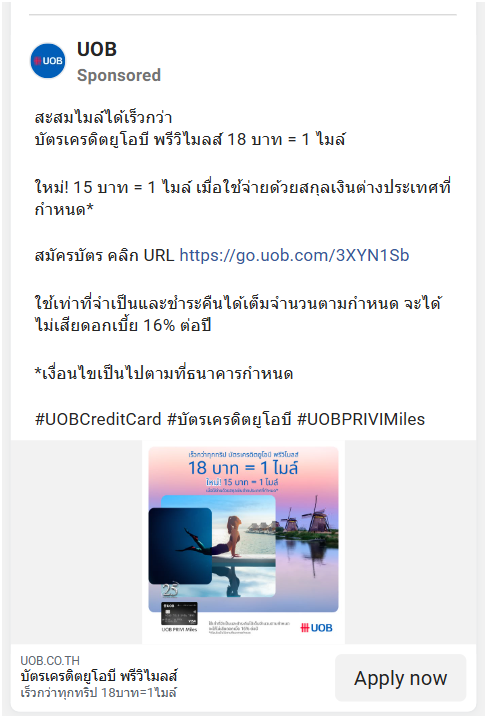 UOB
UOB
Sponsored
สะสมไมล์ได้เร็วกว่า
บัตรเครดิตยูโอบี พรีวิไมลส์ 18 บาท = 1 ไมล์
ใหม่! 15 บาท = 1 ไมล์ เมื่อใช้จ่ายด้วยสกุลเงินต่างประเทศที่
กำหนด*
สมัครบัตร คลิก URL https://go.uob.com/3XYN1Sb
ใช้เท่าที่จำเป็นและชำระคืนได้เต็มจำนวนตามกำหนด จะได้
ไม่เสียดอกเบี้ย 16% ต่อปี
*เงื่อนไขเป็นไปตามที่ธนาคารกำหนด
#UOBCreditCard #บัตรเครดิตยูโอบี #UOBPRIVIMiles
เร็วกว่าทุกทริป บัตรเครดิตยูโอบี พรีวิไมลส์
18 บาท = 1 ไมล์
ใหม่! 15 บาท = 1 ไมล์
25
UOB
VISA
UOB PRIVI Miles
UOB
UOB.CO.TH
บัตรเครดิตยูโอบี พรีวิไมลส์
เร็วกว่าทุกทริป 18บาท=1ไมล์
Apply now